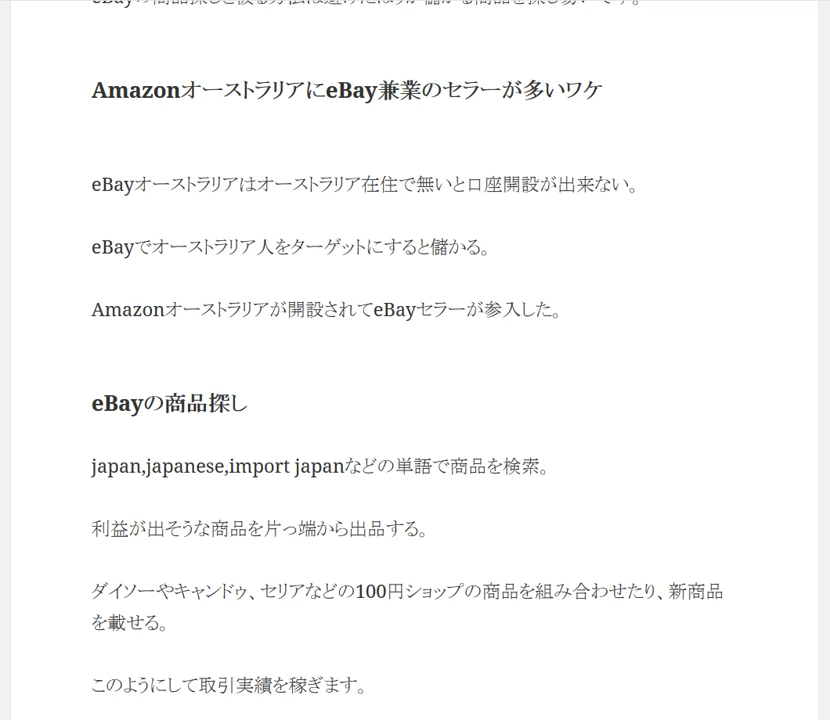 AmazonオーストラリアにeBay兼業のセラーが多いワケ
eBayオーストラリアはオーストラリア在住で無いと口座開設が出来ない。
eBayでオーストラリア人をターゲットにすると儲かる。
Amazonオーストラリアが開設されてeBayセラーが参入した。
eBayの商品探し
japan,japanese,import japanなどの単語で商品を検索。
利益が出そうな商品を片っ端から出品する。
ダイソーやキャンドゥ、セリアなどの100円ショップの商品を組み合わせたり、新商品
を載せる。
このようにして取引実績を稼ぎます。